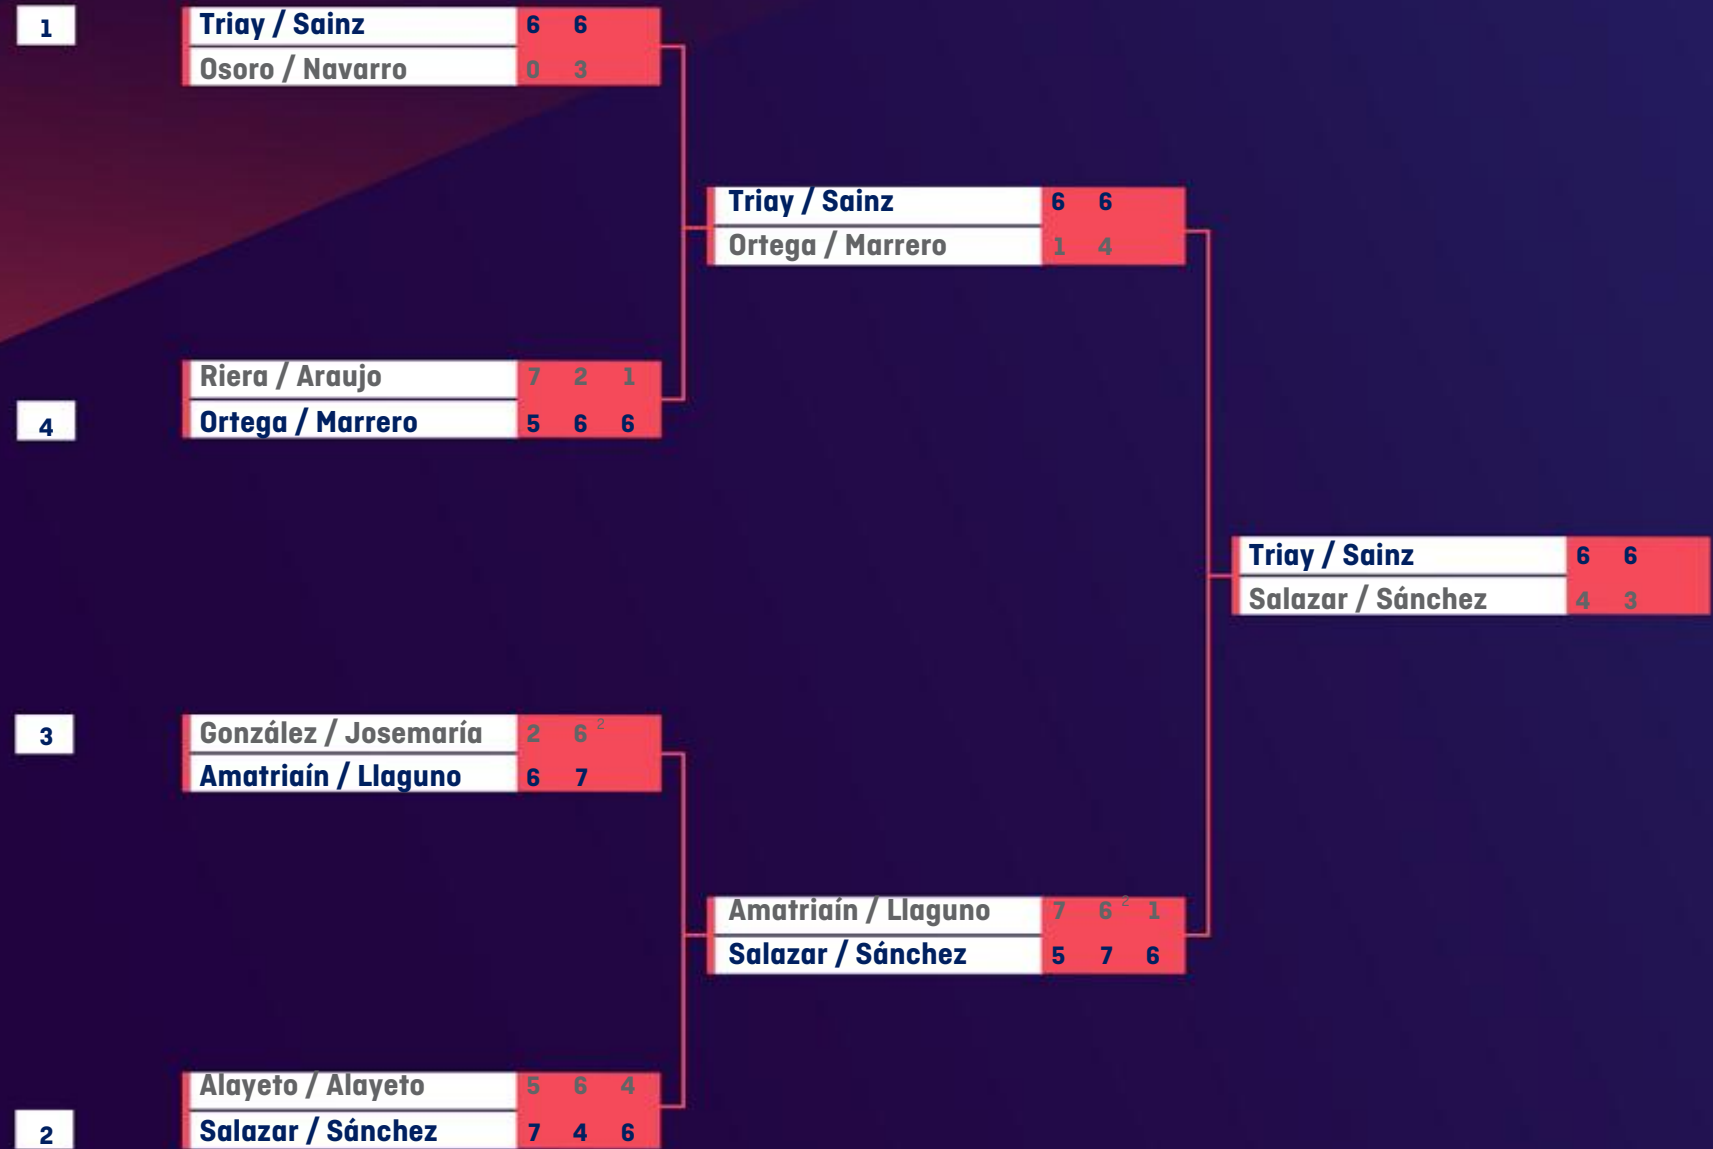 1
Triay / Sainz 6 6
Osoro / Navarro 0 3
Triay / Sainz 6 6
Ortega / Marrero 1 4
Riera / Araujo 7 2 1
4
Ortega / Marrero 5 6 6
Triay / Sainz 6 6
Salazar / Sánchez 4 3
3
González / Josemaría 2 6 2
Amatriaín / Llaguno 6 7
Amatriaín / Llaguno 7 6 2 1
Salazar / Sánchez 5 7 6
Alayeto / Alayeto 5 6 4
2
Salazar / Sánchez 7 4 6